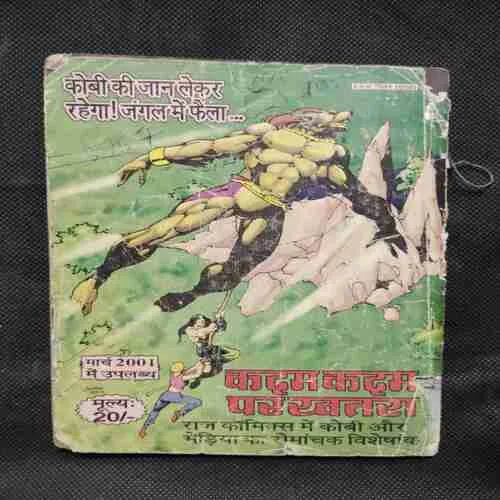 कोबी की जान लेकर
रहेगा! जंगल में फैला...
मार्च 2001
में उपलब्ध
मूल्य:
20/-
कदम कदम
पर खतरा
राज कॉमिक्स में कोबी और
भेड़िया का रोमांचक विशेषांक